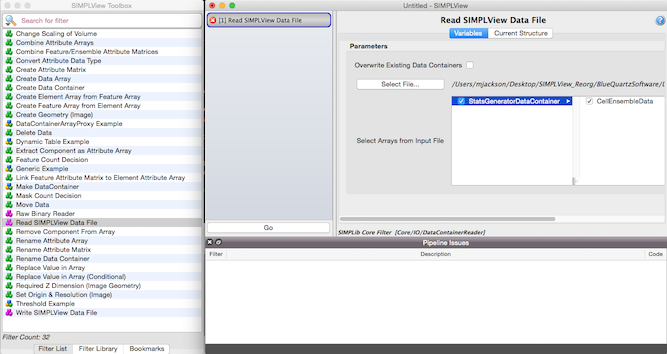 SIMPLView Toolbox
Search for filter
Change Scaling of Volume
Combine Attribute Arrays
Combine Feature/Ensemble Attribute Matrices
Convert Attribute Data Type
Create Attribute Matrix
Create Data Array
Create Data Container
Create Element Array from Feature Array
Create Feature Array from Element Array
Create Geometry (Image)
DataContainerArrayProxy Example
Delete Data
Dynamic Table Example
Extract Component as Attribute Array
Feature Count Decision
Generic Example
Link Feature Attribute Matrix to Element Attribute Array
Make DataContainer
Mask Count Decision
Move Data
Raw Binary Reader
Read SIMPLView Data File
Remove Component From Array
Rename Attribute Array
Rename Attribute Matrix
Rename Data Container
Replace Value in Array
Replace Value in Array (Conditional)
Required Z Dimension (Image Geometry)
Set Origin & Resolution (Image)
Threshold Example
Write SIMPLView Data File
Filter Count: 32
Filter List Filter Library Bookmarks
Untitled - SIMPLView
[1] Read SIMPLView Data File
Go
Read SIMPLView Data File
Variables Current Structure
Parameters
Overwrite Existing Data Containers
Select File... /Users/mjackson/Desktop/SIMPLView_Reorg/BlueQuartzSoftware/
StatsGeneratorDataContainer CellEnsembleData
Select Arrays from Input File
SIMPLib Core Filter [Core/IO/DataContainerReader]
Pipeline Issues
Filter Description Code